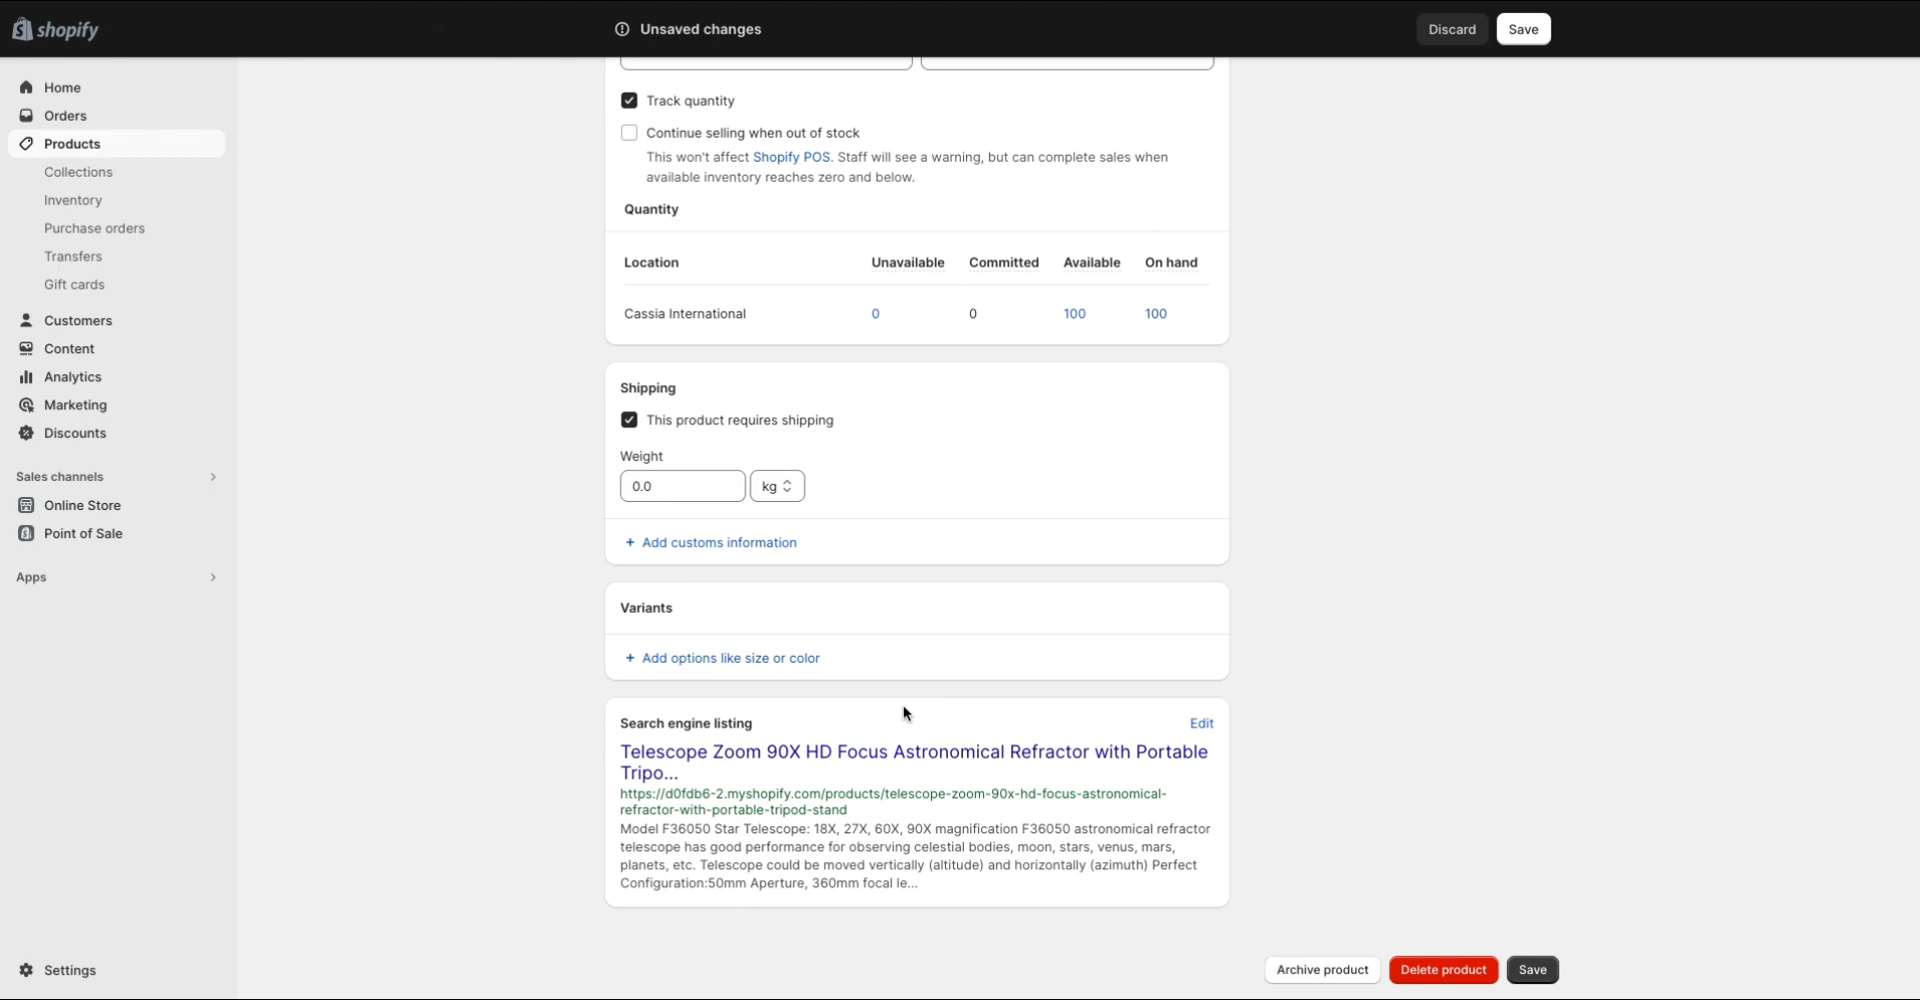 shopify
Unsaved changes
Discard
Save
Home
Orders
Products
Collections
Inventory
Purchase orders
Transfers
Gift cards
Customers
Content
Analytics
Marketing
Discounts
Sales channels
Online Store
Point of Sale
Apps
Settings
Track quantity
Continue selling when out of stock
This won't affect Shopify POS. Staff will see a warning, but can complete sales when
available inventory reaches zero and below.
Quantity
Location Unavailable Committed Available On hand
Cassia International 0 0 100 100
Shipping
This product requires shipping
Weight
0.0 kg
+ Add customs information
Variants
+ Add options like size or color
Search engine listing Edit
Telescope Zoom 90X HD Focus Astronomical Refractor with Portable
Tripo...
https://d0fdb6-2.myshopify.com/products/telescope-zoom-90x-hd-focus-astronomical-
refractor-with-portable-tripod-stand
Model F36050 Star Telescope: 18X, 27X, 60X, 90X magnification F36050 astronomical refractor
telescope has good performance for observing celestial bodies, moon, stars, venus, mars,
planets, etc. Telescope could be moved vertically (altitude) and horizontally (azimuth) Perfect
Configuration:50mm Aperture, 360mm focal le...
Archive product
Delete product
Save